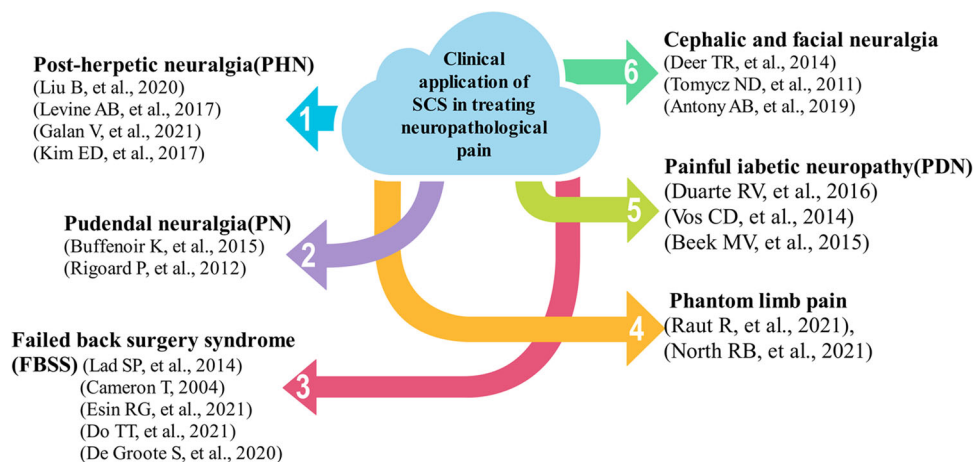 Clinical
application of
SCS in treating
neuropathological
pain
Post-herpetic neuralgia(PHN)
(Liu B, et al., 2020)
(Levine AB, et al., 2017)
(Galan V, et al., 2021)
(Kim ED, et al., 2017)
1
Pudendal neuralgia(PN)
(Buffenoir K, et al., 2015)
(Rigoard P, et al., 2012)
2
Failed back surgery syndrome
(FBSS) (Lad SP, et al., 2014)
(Cameron T, 2004)
(Esin RG, et al., 2021)
(Do TT, et al., 2021)
(De Groote S, et al., 2020)
3
Phantom limb pain
(Raut R, et al., 2021),
(North RB, et al., 2021)
4
Painful iabetic neuropathy(PDN)
(Duarte RV, et al., 2016)
(Vos CD, et al., 2014)
(Beek MV, et al., 2015)
5
Cephalic and facial neuralgia
(Deer TR, et al., 2014)
(Tomycz ND, et al., 2011)
(Antony AB, et al., 2019)
6